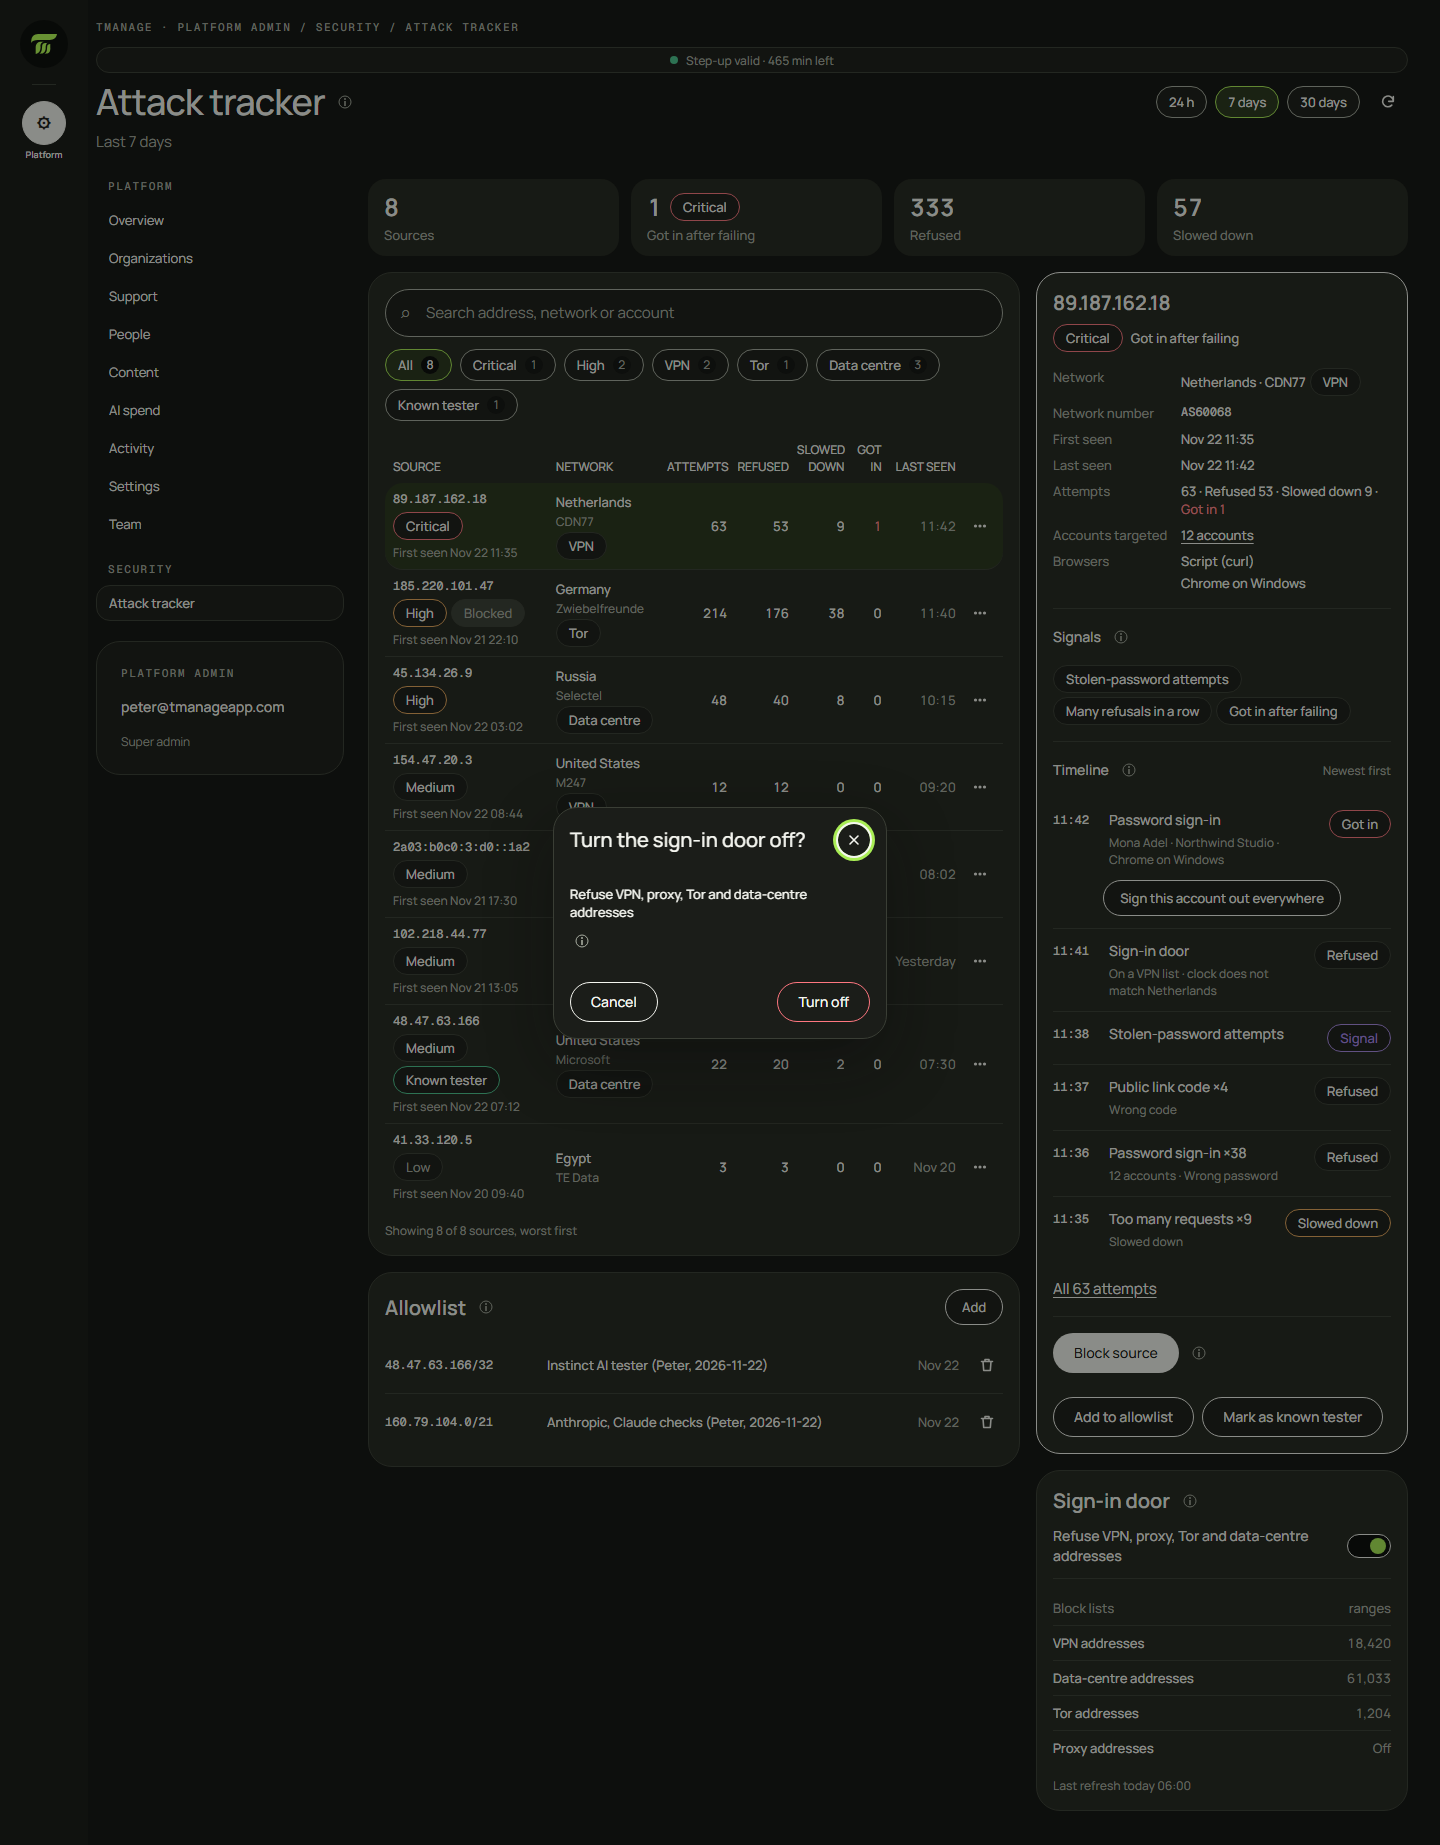 TMANAGE · PLATFORM ADMIN / SECURITY / ATTACK TRACKER
Step-up valid · 465 min left
Attack tracker
24 h
7 days
30 days
Last 7 days
Platform
PLATFORM
Overview
Organizations
Support
People
Content
AI spend
Activity
Settings
Team
SECURITY
Attack tracker
PLATFORM ADMIN
peter@tmanageapp.com
Super admin
8
Sources
1 Critical
Got in after failing
333
Refused
57
Slowed down
Search address, network or account
All 8
Critical 1
High 2
VPN 2
Tor 1
Data centre 3
Known tester 1
SOURCE NETWORK ATTEMPTS REFUSED SLOWED DOWN GOT IN LAST SEEN
89.187.162.18
Critical
First seen Nov 22 11:35
Netherlands
CDN77
VPN
63 53 9 1 11:42
185.220.101.47
High Blocked
First seen Nov 21 22:10
Germany
Zwiebelfreunde
Tor
214 176 38 0 11:40
45.134.26.9
High
First seen Nov 22 03:02
Russia
Selectel
Data centre
48 40 8 0 10:15
154.47.20.3
Medium
First seen Nov 22 08:44
United States
M247
VPN
12 12 0 0 09:20
2a03:b0c0:3:d0::1a2
Medium
First seen Nov 21 17:30
08:02
102.218.44.77
Medium
First seen Nov 21 13:05
Yesterday
48.47.63.166
Medium
Known tester
First seen Nov 22 07:12
United States
Microsoft
Data centre
22 20 2 0 07:30
41.33.120.5
Low
First seen Nov 20 09:40
Egypt
TE Data
3 3 0 0 Nov 20
Showing 8 of 8 sources, worst first
Turn the sign-in door off?
Refuse VPN, proxy, Tor and data-centre
addresses
Cancel
Turn off
Allowlist
Add
48.47.63.166/32 Instinct AI tester (Peter, 2026-11-22) Nov 22
160.79.104.0/21 Anthropic, Claude checks (Peter, 2026-11-22) Nov 22
89.187.162.18
Critical Got in after failing
Network Netherlands · CDN77 VPN
Network number AS60068
First seen Nov 22 11:35
Last seen Nov 22 11:42
Attempts 63 · Refused 53 · Slowed down 9 ·
Got in 1
Accounts targeted 12 accounts
Browsers Script (curl)
Chrome on Windows
Signals
Stolen-password attempts
Many refusals in a row
Got in after failing
Timeline
Newest first
11:42 Password sign-in Got in
Mona Adel · Northwind Studio ·
Chrome on Windows
Sign this account out everywhere
11:41 Sign-in door Refused
On a VPN list · clock does not
match Netherlands
11:38 Stolen-password attempts Signal
11:37 Public link code ×4 Refused
Wrong code
11:36 Password sign-in ×38 Refused
12 accounts · Wrong password
11:35 Too many requests ×9 Slowed down
Slowed down
All 63 attempts
Block source
Add to allowlist
Mark as known tester
Sign-in door
Refuse VPN, proxy, Tor and data-centre
addresses
Block lists ranges
VPN addresses 18,420
Data-centre addresses 61,033
Tor addresses 1,204
Proxy addresses Off
Last refresh today 06:00